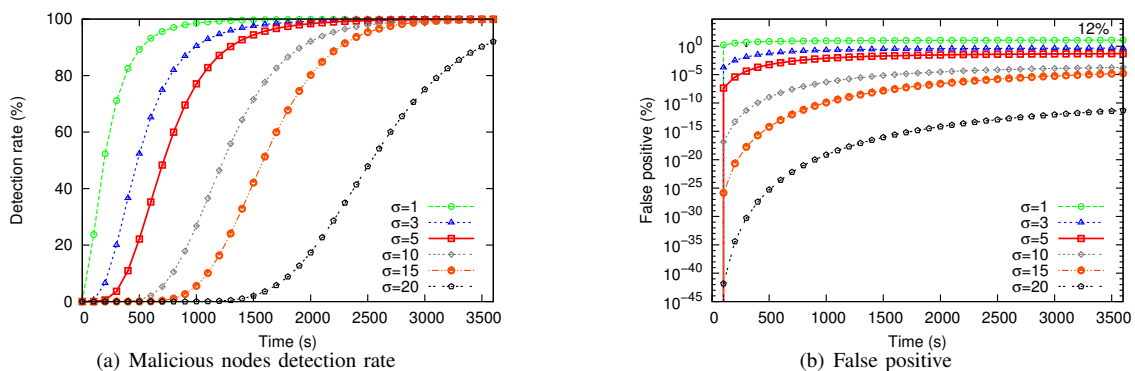 100
80
60
40
20
0
Detection rate (%)
0 500 1000 1500 2000 2500 3000 3500
Time (s)
σ=1
σ=3
σ=5
σ=10
σ=15
σ=20
(a) Malicious nodes detection rate
12%
10^0
10^-5
10^-10
10^-15
10^-20
10^-25
10^-30
10^-35
10^-40
10^-45
False positive (%)
0 500 1000 1500 2000 2500 3000 3500
Time (s)
σ=1
σ=3
σ=5
σ=10
σ=15
σ=20
(b) False positive